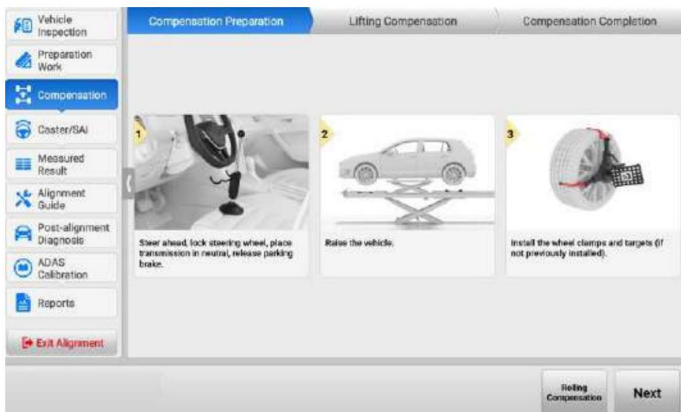 Vehicle
Inspection
Compensation Preparation
Lifting Compensation
Compensation Completion
Preparation
Work
Compensation
Caster/SAI
Measured
Result
Alignment
Guide
Post-alignment
Diagnosis
ADAS
Calibration
Reports
Exit Alignment
1
Steer ahead, lock steering wheel, place
transmission in neutral, release parking
brake.
2
Raise the vehicle.
3
Install the wheel clamps and targets (if
not previously installed).
Rolling
Compensation
Next